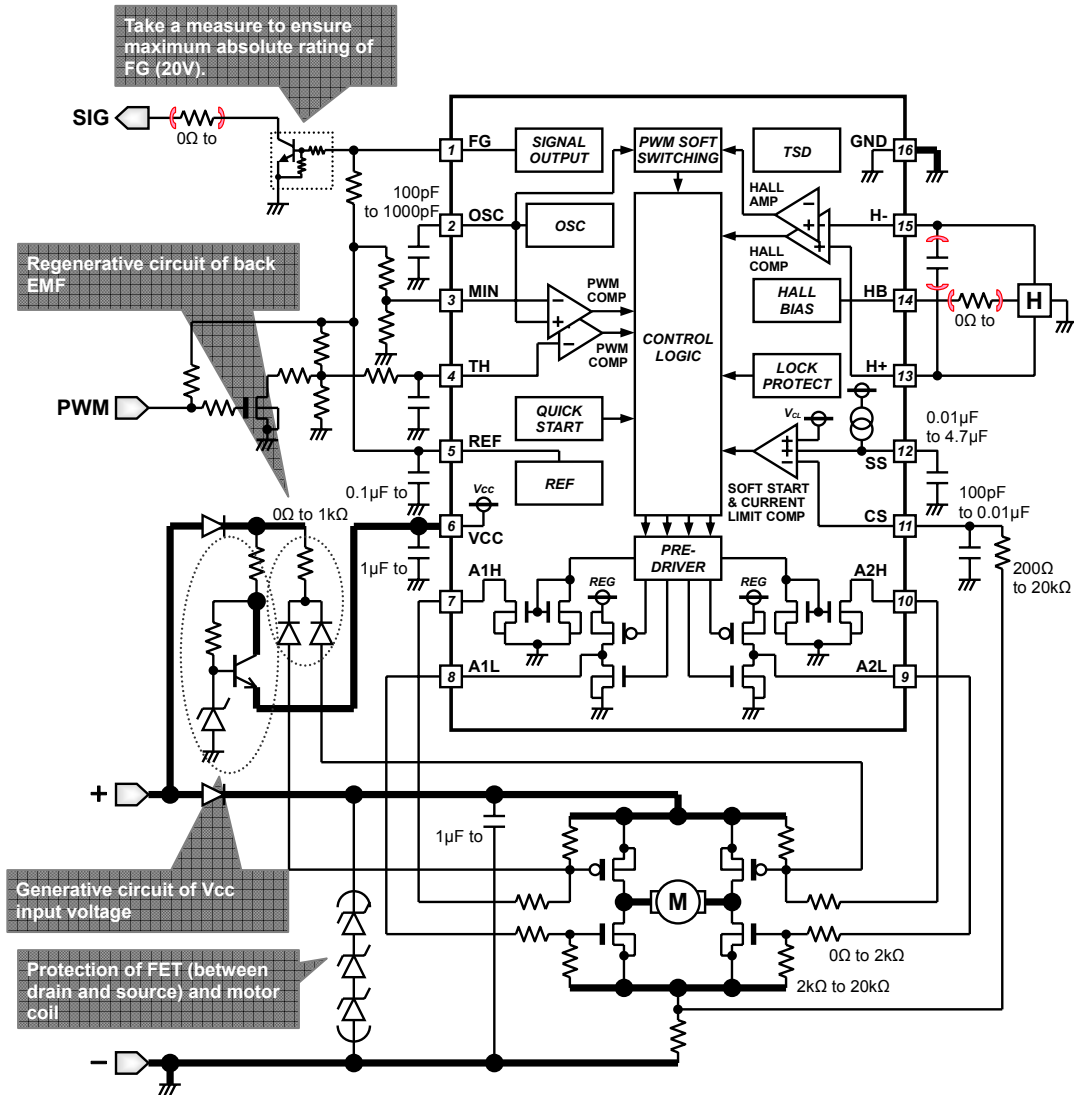 Take a measure to ensure
maximum absolute rating of
FG (20V).
SIG
0Ω to
1
FG
SIGNAL
OUTPUT
PWM SOFT
SWITCHING
TSD
GND
16
100pF
to 1000pF
2
OSC
OSC
HALL
AMP
HALL
COMP
H-
15
Regenerative circuit of back
EMF
3
MIN
PWM
COMP
PWM
COMP
CONTROL
LOGIC
HALL
BIAS
HB
14
0Ω to
H
4
TH
LOCK
PROTECT
H+
13
PWM
QUICK
START
VCL
0.01µF
to 4.7µF
5
REF
REF
SS
12
0.1µF to
SOFT START
& CURRENT
LIMIT COMP
100pF
to 0.01µF
0Ω to 1kΩ
6
Vcc
VCC
CS
11
1µF to
PRE-
DRIVER
200Ω
to 20kΩ
7
A1H
REG
REG
A2H
10
8
A1L
A2L
9
+
1µF to
Generative circuit of Vcc
input voltage
M
0Ω to 2kΩ
2kΩ to 20kΩ
Protection of FET (between
drain and source) and motor
coil
–